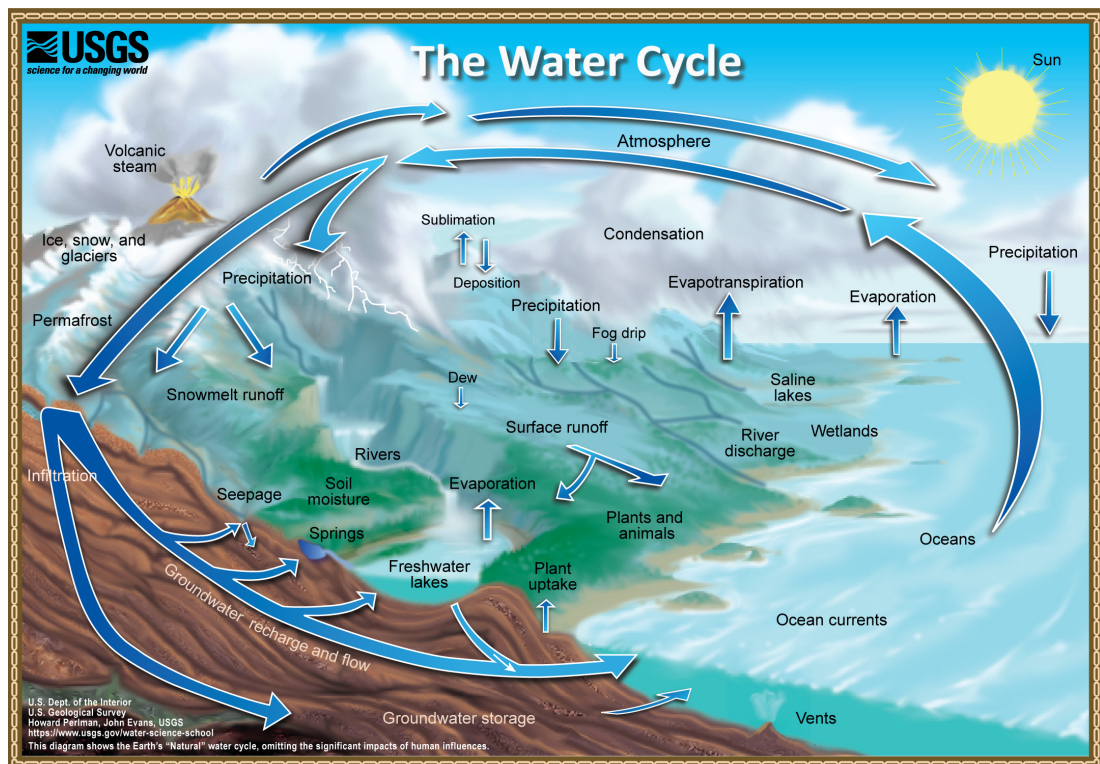 USGS
science for a changing world
The Water Cycle
Sun
Volcanic
steam
Atmosphere
Ice, snow, and
glaciers
Sublimation
Condensation
Precipitation
Precipitation
Deposition
Evapotranspiration
Evaporation
Permafrost
Precipitation
Fog drip
Snowmelt runoff
Dew
Saline
lakes
Surface runoff
River
discharge
Wetlands
Rivers
Infiltration
Seepage
Soil
moisture
Evaporation
Plants and
animals
Springs
Oceans
Freshwater
lakes
Plant
uptake
Groundwater recharge and flow
Ocean currents
Groundwater storage
Vents
U.S. Dept. of the Interior
U.S. Geological Survey
Howard Perlman, John Evans, USGS
https://www.usgs.gov/water-science-school
This diagram shows the Earth's "Natural" water cycle, omitting the significant impacts of human influences.